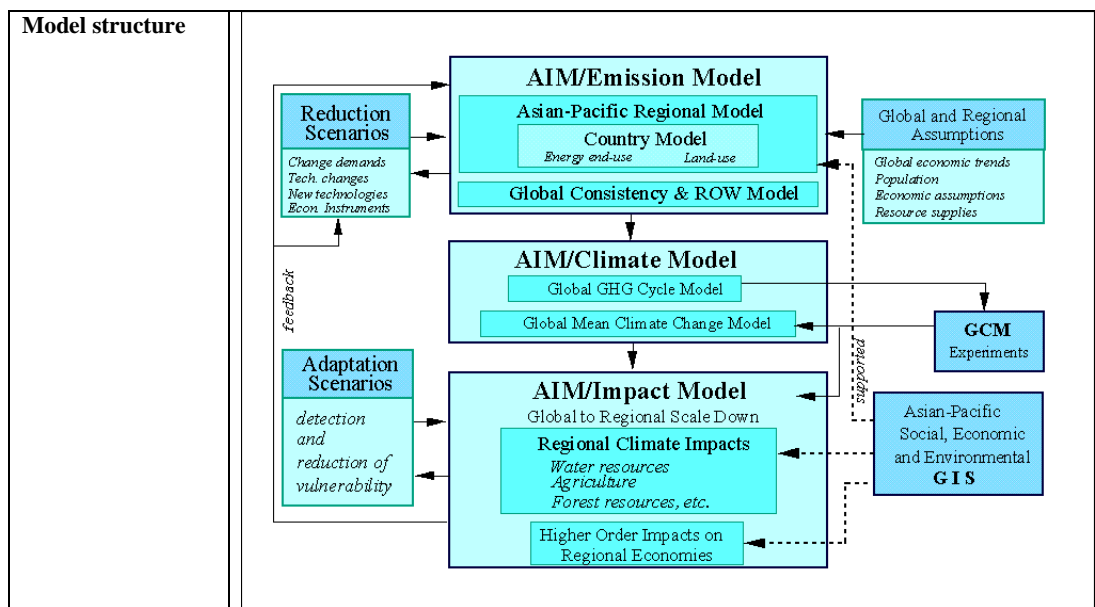 Model structure
AIM/Emission Model
Asian-Pacific Regional Model
Country Model
Energy end-use Land-use
Global Consistency & ROW Model
Reduction
Scenarios
Change demands
Tech. changes
New technologies
Econ. Instruments
Global and Regional
Assumptions
Global economic trends
Population
Economic assumptions
Resource supplies
feedback
AIM/Climate Model
Global GHG Cycle Model
Global Mean Climate Change Model
GCM
Experiments
supported
Adaptation
Scenarios
detection
and
reduction of
vulnerability
AIM/Impact Model
Global to Regional Scale Down
Regional Climate Impacts
Water resources
Agriculture
Forest resources, etc.
Higher Order Impacts on
Regional Economies
Asian-Pacific
Social, Economic
and Environmental
G I S